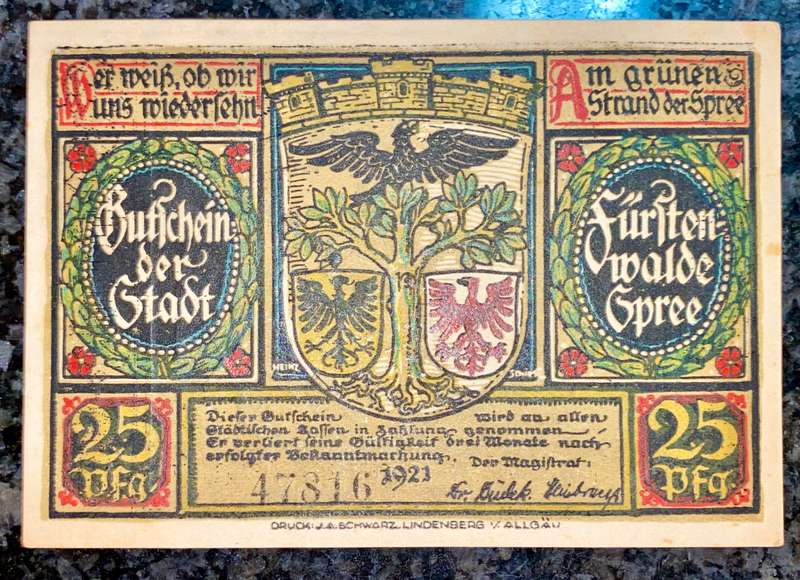 Wer weiß, ob wir
uns wiedersehn
Am grünen
Strand der Spree
Gutschein
der
Stadt
Fürsten-
walde
Spree
HEINZ
25
Pfg
Dieser Gutschein wird an allen
Städtischen Kassen in Zahlung genommen
Er verliert seine Gültigkeit drei Monate nach
erfolgter Bekanntmachung.
1921
Der Magistrat:
47816
25
Pfg.
DRUCK: J.A. SCHWARZ, LINDENBERG I/ ALLGÄU